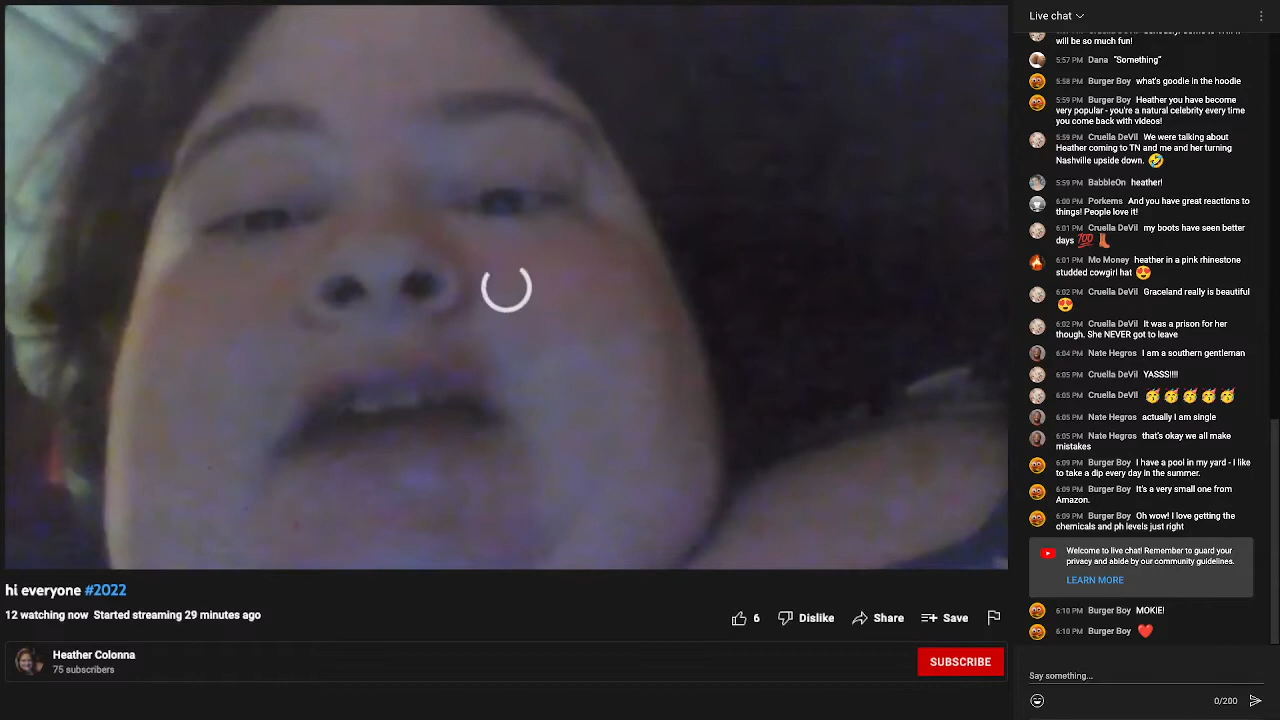 Live chat
will be so much fun!
5:57 PM Dana "Something"
5:58 PM Burger Boy what's goodie in the hoodie
5:59 PM Burger Boy Heather you have become
very popular - you're a natural celebrity every time
you come back with videos!
5:59 PM Cruella DeVil We were talking about
Heather coming to TN and me and her turning
Nashville upside down. 🤣
5:59 PM BabbleOn heather!
6:00 PM Porkems And you have great reactions to
things! People love it!
6:01 PM Cruella DeVil my boots have seen better
days 💯 👢
6:01 PM Mo Money heather in a pink rhinestone
studded cowgirl hat 😍
6:02 PM Cruella DeVil Graceland really is beautiful
😍
6:02 PM Cruella DeVil It was a prison for her
though. She NEVER got to leave
6:04 PM Nate Hegros I am a southern gentleman
6:05 PM Cruella DeVil YASSS!!!!
6:05 PM Cruella DeVil 🥳 🥳 🥳 🥳 🥳
6:05 PM Nate Hegros actually I am single
6:05 PM Nate Hegros that's okay we all make
mistakes
6:09 PM Burger Boy I have a pool in my yard - I like
to take a dip every day in the summer.
6:09 PM Burger Boy It's a very small one from
Amazon.
6:09 PM Burger Boy Oh wow! I love getting the
chemicals and ph levels just right
Welcome to live chat! Remember to guard your
privacy and abide by our community guidelines.
LEARN MORE
6:10 PM Burger Boy MOKIE!
6:10 PM Burger Boy ❤️
Say something...
0/200
hi everyone #2022
12 watching now Started streaming 29 minutes ago
6 Dislike Share Save
Heather Colonna
75 subscribers
SUBSCRIBE